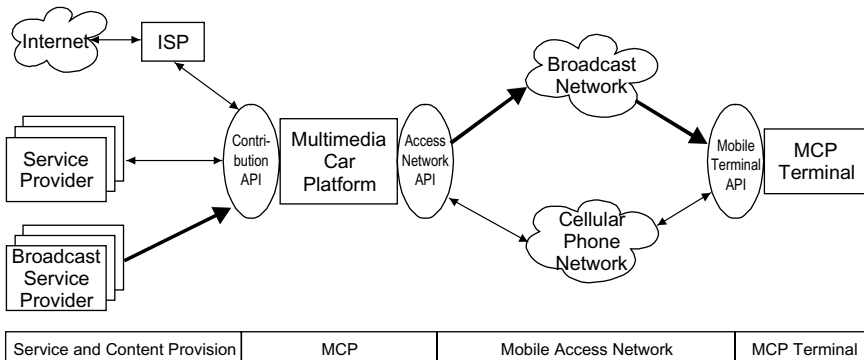 Internet
ISP
Service
Provider
Broadcast
Service
Provider
Contri-
bution
API
Multimedia
Car
Platform
Access
Network
API
Broadcast
Network
Cellular
Phone
Network
Mobile
Terminal
API
MCP
Terminal
Service and Content Provision
MCP
Mobile Access Network
MCP Terminal